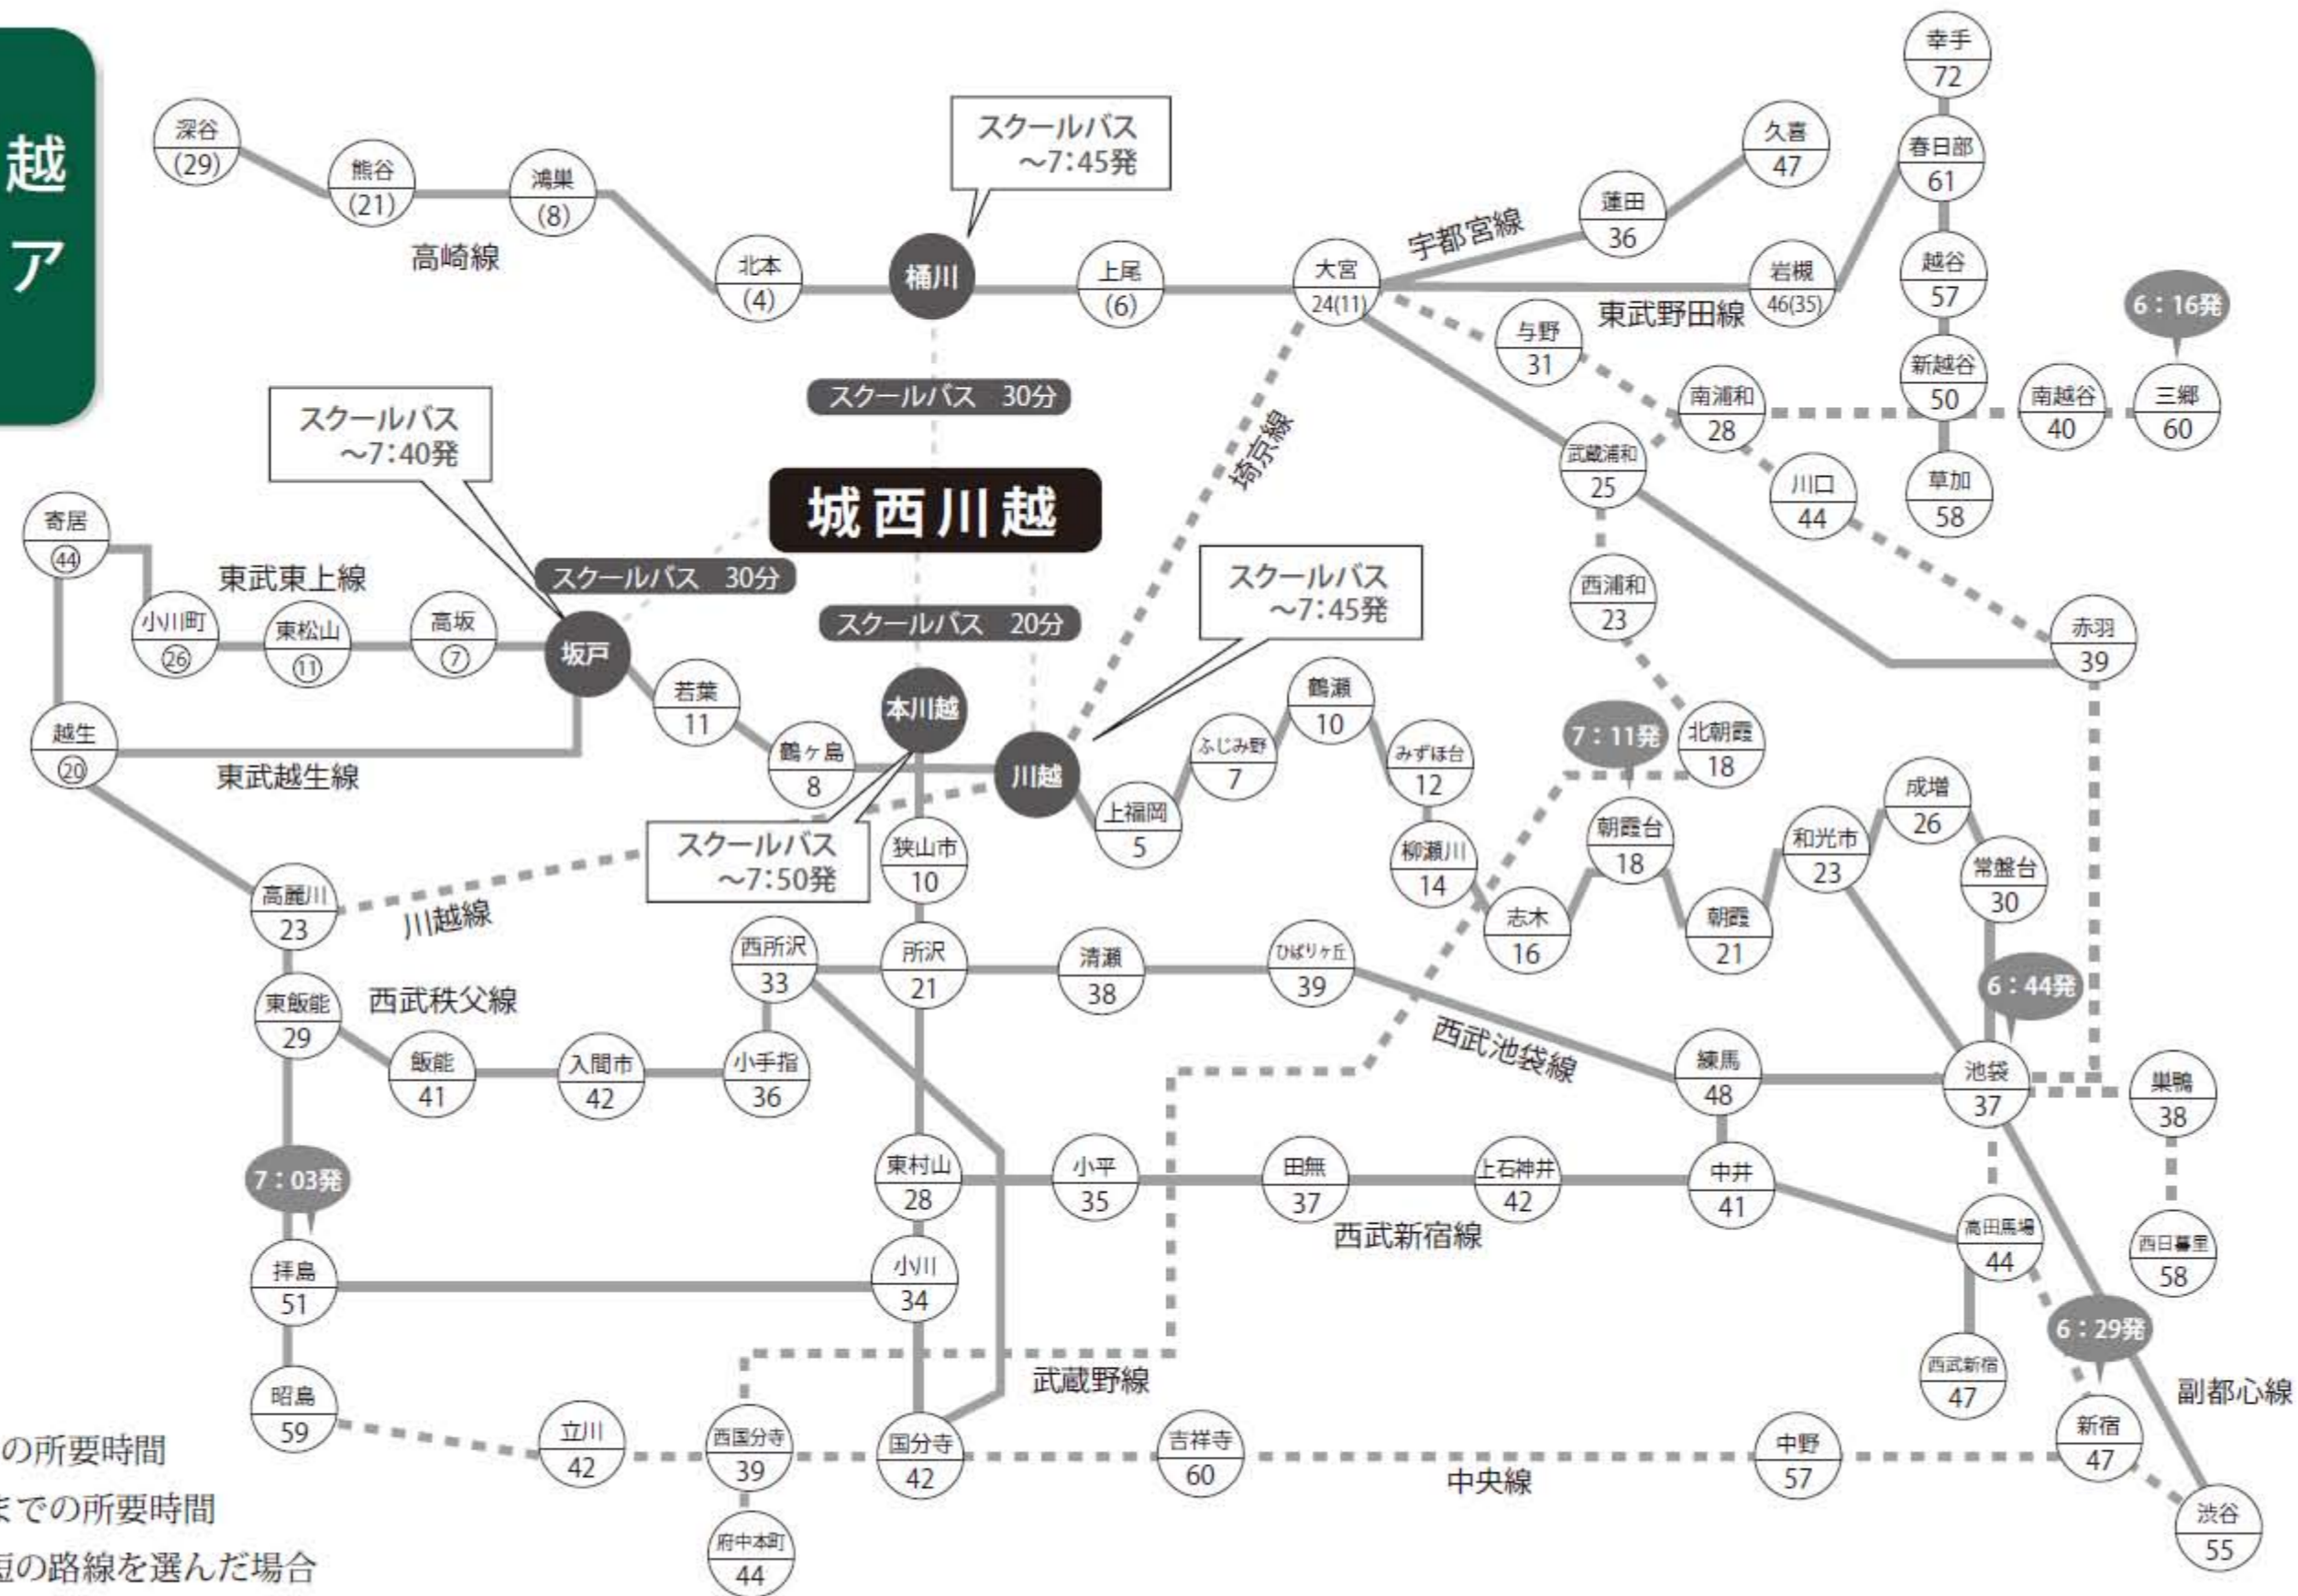 越
ア
幸手
72
深谷
(29)
熊谷
(21)
鴻巣
(8)
高崎線
北本
(4)
桶川
スクールバス
～7：45発
上尾
(6)
大宮
24(11)
宇都宮線
蓮田
36
久喜
47
春日部
61
東武野田線
岩槻
46(35)
越谷
57
与野
31
新越谷
50
南浦和
28
南越谷
40
6：16発
三郷
60
草加
58
武蔵浦和
25
川口
44
西浦和
23
赤羽
39
埼京線
スクールバス　30分
城西川越
スクールバス
～7：40発
スクールバス　30分
スクールバス　20分
スクールバス
～7：45発
寄居
44
東武東上線
小川町
26
東松山
11
高坂
7
坂戸
若葉
11
鶴ヶ島
8
本川越
川越
越生
20
東武越生線
スクールバス
～7：50発
上福岡
5
ふじみ野
7
鶴瀬
10
みずほ台
12
柳瀬川
14
志木
16
7：11発
朝霞台
18
北朝霞
18
朝霞
21
和光市
23
成増
26
常盤台
30
高麗川
23
川越線
狭山市
10
東飯能
29
西武秩父線
西所沢
33
所沢
21
清瀬
38
ひばりヶ丘
39
西武池袋線
練馬
48
6：44発
池袋
37
巣鴨
38
飯能
41
入間市
42
小手指
36
7：03発
東村山
28
小平
35
田無
37
上石神井
42
中井
41
西武新宿線
高田馬場
44
西日暮里
58
拝島
51
小川
34
西武新宿
47
6：29発
副都心線
昭島
59
立川
42
西国分寺
39
国分寺
42
武蔵野線
吉祥寺
60
中央線
中野
57
新宿
47
渋谷
55
府中本町
44
の所要時間
までの所要時間
短の路線を選んだ場合